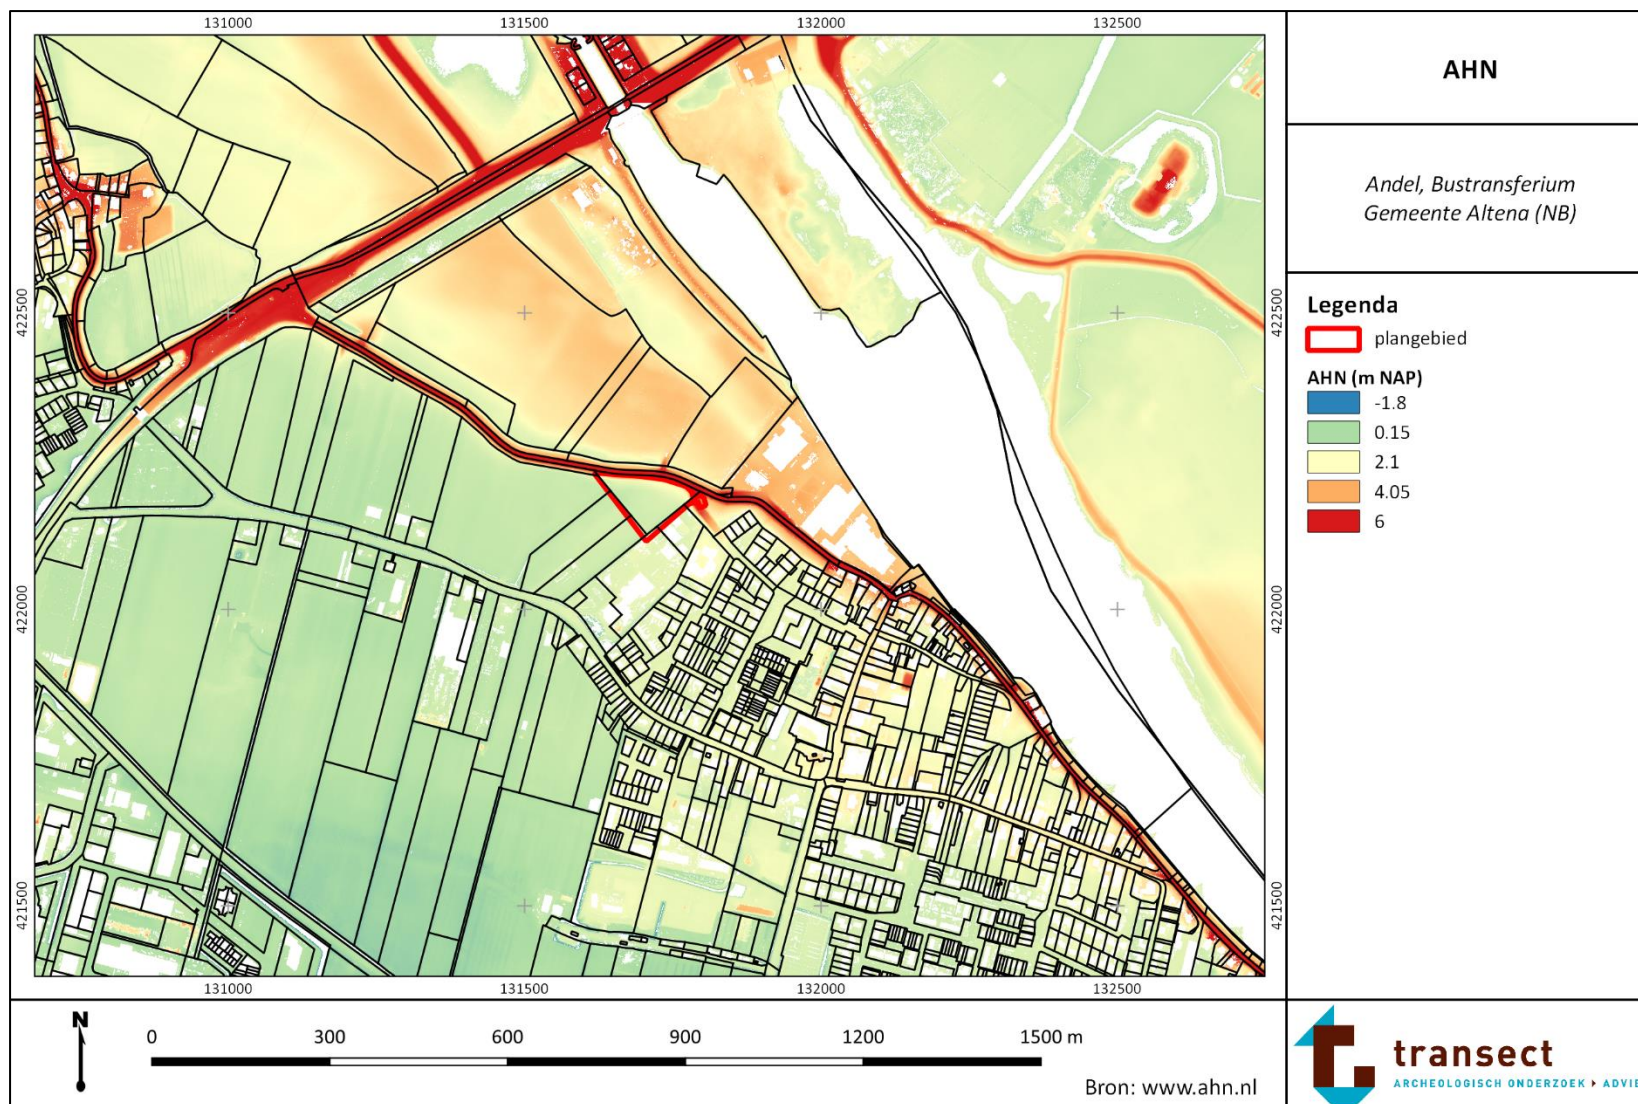 131000 131500 132000 132500
422500
422000
421500
422500
422000
421500
131000 131500 132000 132500
AHN
Andel, Bustransferium
Gemeente Altena (NB)
Legenda
plangebied
AHN (m NAP)
-1.8
0.15
2.1
4.05
6
N
0 300 600 900 1200 1500 m
Bron: www.ahn.nl
transect
ARCHEOLOGISCH ONDERZOEK ▸ ADVIE